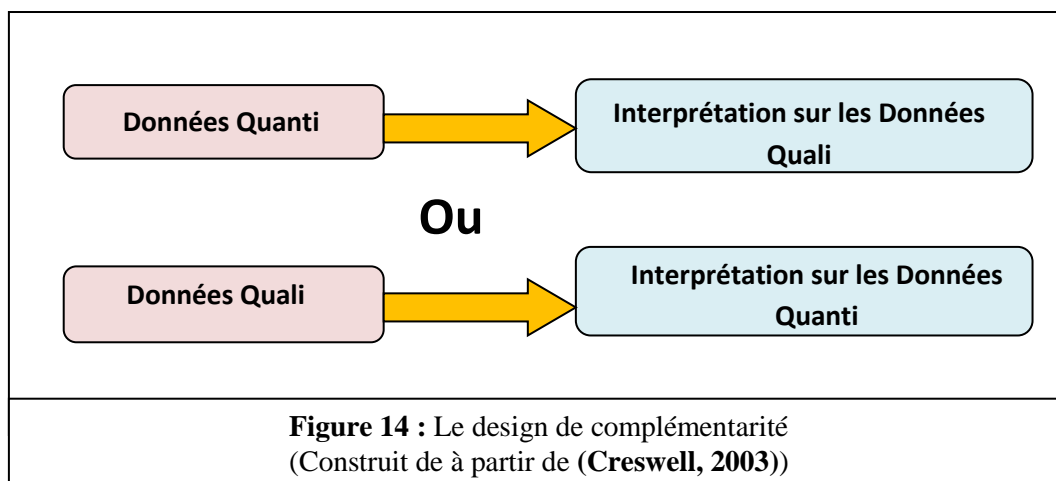 Données Quanti
Interprétation sur les Données
Quali
Ou
Données Quali
Interprétation sur les Données
Quanti
Figure 14 : Le design de complémentarité
(Construit de à partir de (Creswell, 2003))